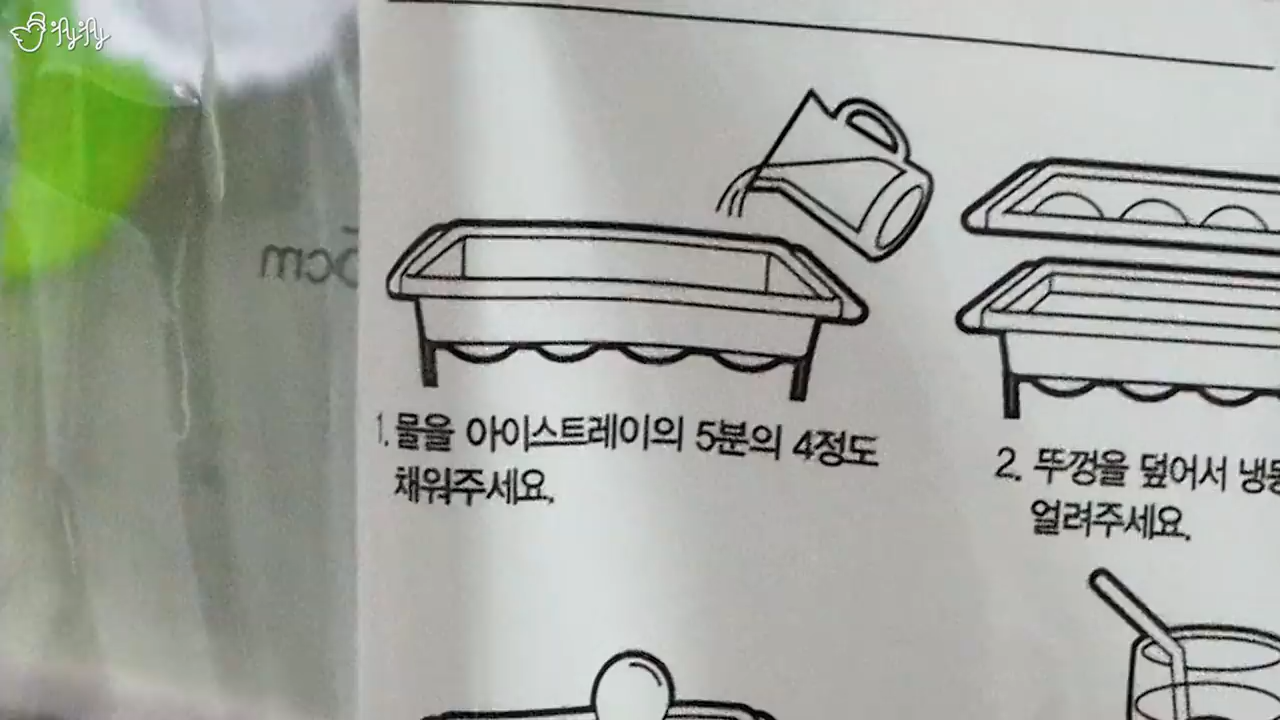 1. 물을 아이스트레이의 5분의 4정도
채워주세요.
2. 뚜껑을 덮어서
얼려주세요.
5cm